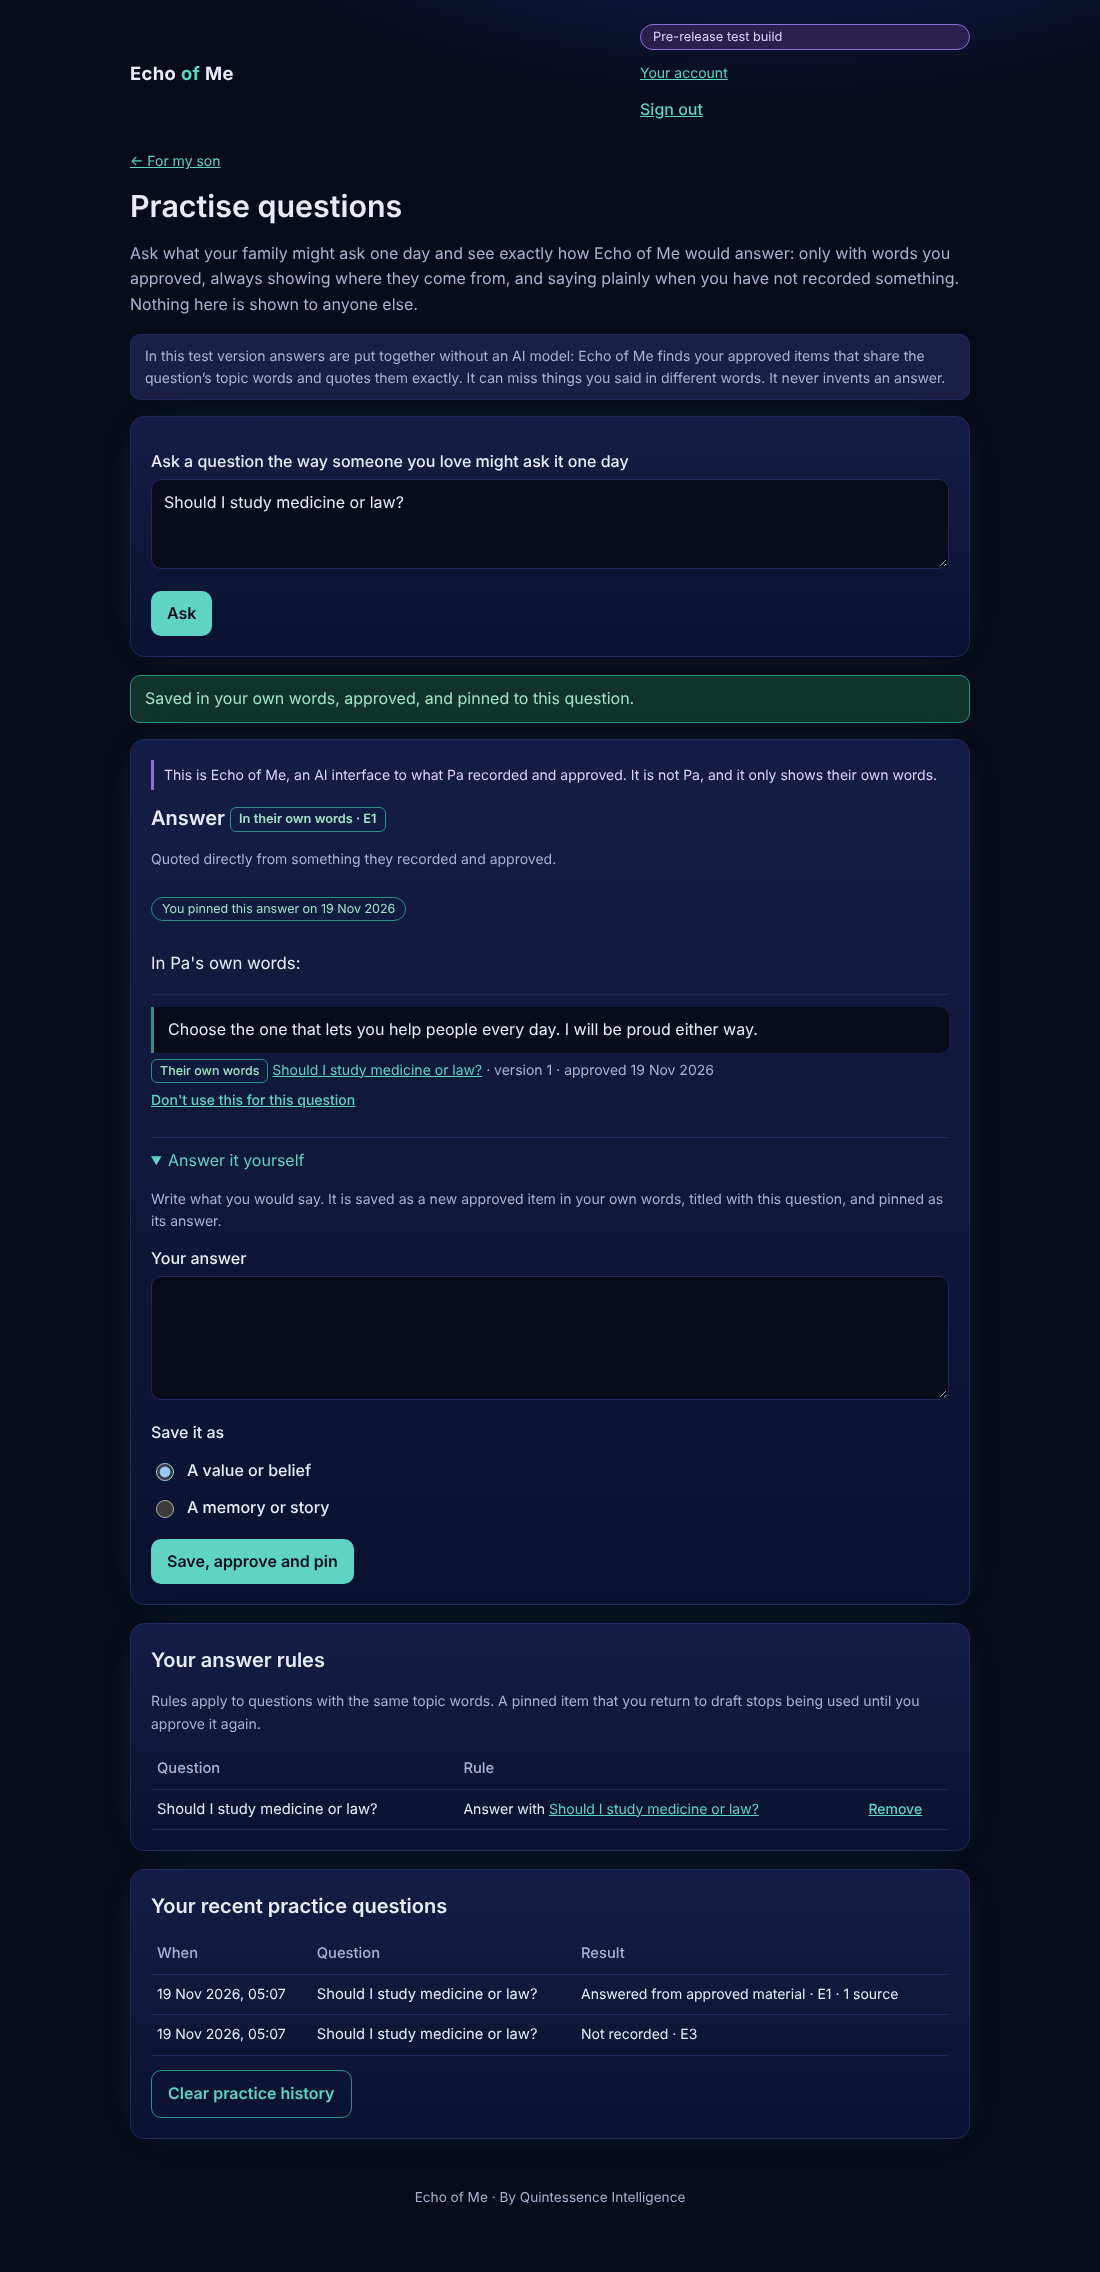 Pre-release test build
Echo of Me
Your account
Sign out
← For my son
Practise questions
Ask what your family might ask one day and see exactly how Echo of Me would answer: only with words you
approved, always showing where they come from, and saying plainly when you have not recorded something.
Nothing here is shown to anyone else.
In this test version answers are put together without an AI model: Echo of Me finds your approved items that share the
question’s topic words and quotes them exactly. It can miss things you said in different words. It never invents an answer.
Ask a question the way someone you love might ask it one day
Should I study medicine or law?
Ask
Saved in your own words, approved, and pinned to this question.
This is Echo of Me, an AI interface to what Pa recorded and approved. It is not Pa, and it only shows their own words.
Answer In their own words · E1
Quoted directly from something they recorded and approved.
You pinned this answer on 19 Nov 2026
In Pa's own words:
Choose the one that lets you help people every day. I will be proud either way.
Their own words Should I study medicine or law? · version 1 · approved 19 Nov 2026
Don't use this for this question
▼ Answer it yourself
Write what you would say. It is saved as a new approved item in your own words, titled with this question, and pinned as
its answer.
Your answer
Save it as
A value or belief
A memory or story
Save, approve and pin
Your answer rules
Rules apply to questions with the same topic words. A pinned item that you return to draft stops being used until you
approve it again.
Question Rule
Should I study medicine or law? Answer with Should I study medicine or law? Remove
Your recent practice questions
When Question Result
19 Nov 2026, 05:07 Should I study medicine or law? Answered from approved material · E1 · 1 source
19 Nov 2026, 05:07 Should I study medicine or law? Not recorded · E3
Clear practice history
Echo of Me · By Quintessence Intelligence